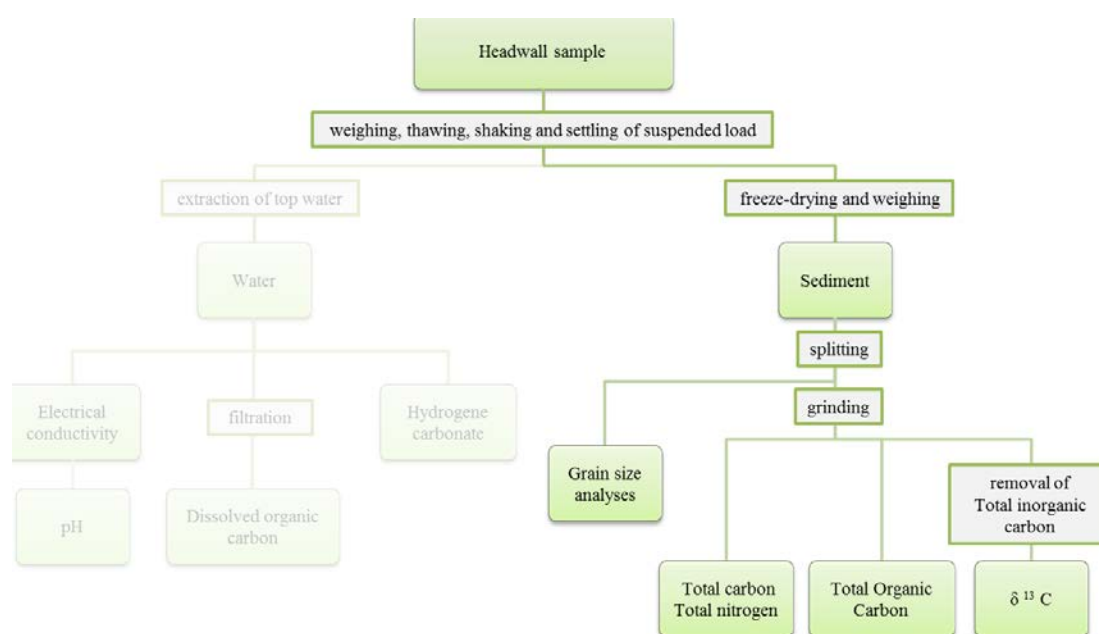 Headwall sample
weighing, thawing, shaking and settling of suspended load
extraction of top water
freeze-drying and weighing
Water
Sediment
splitting
Electrical
conductivity
filtration
Hydrogene
carbonate
grinding
Grain size
analyses
removal of
Total inorganic
carbon
pH
Dissolved organic
carbon
Total carbon
Total nitrogen
Total Organic
Carbon
δ ¹³ C